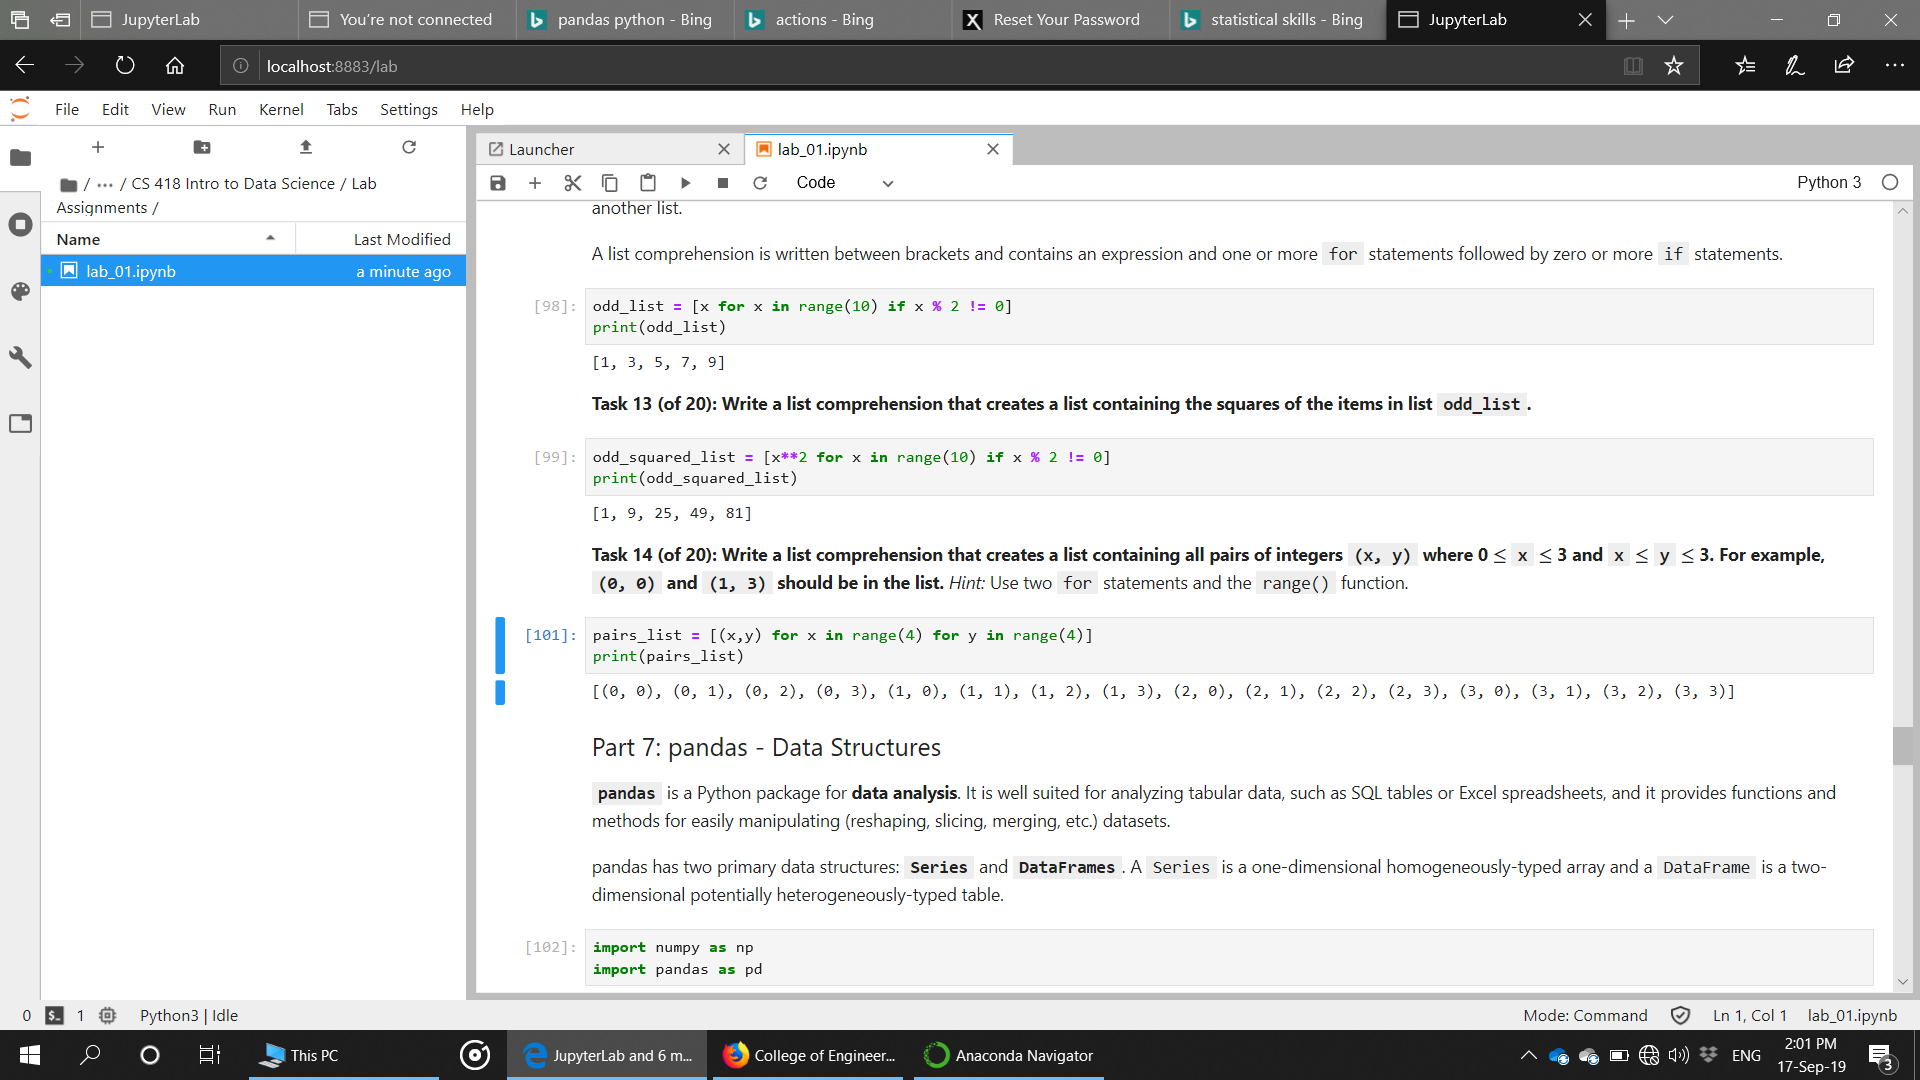 JupyterLab
You're not connected
pandas python - Bing
actions - Bing
Reset Your Password
statistical skills - Bing
JupyterLab
localhost:8883/lab
File Edit View Run Kernel Tabs Settings Help
/ ··· / CS 418 Intro to Data Science / Lab
Assignments /
Name Last Modified
lab_01.ipynb a minute ago
Launcher
lab_01.ipynb
Code
Python 3
another list.
A list comprehension is written between brackets and contains an expression and one or more for statements followed by zero or more if statements.
[98]: odd_list = [x for x in range(10) if x % 2 != 0]
print(odd_list)
[1, 3, 5, 7, 9]
Task 13 (of 20): Write a list comprehension that creates a list containing the squares of the items in list odd_list.
[99]: odd_squared_list = [x**2 for x in range(10) if x % 2 != 0]
print(odd_squared_list)
[1, 9, 25, 49, 81]
Task 14 (of 20): Write a list comprehension that creates a list containing all pairs of integers (x, y) where 0 ≤ x ≤ 3 and x ≤ y ≤ 3. For example,
(0, 0) and (1, 3) should be in the list. Hint: Use two for statements and the range() function.
[101]: pairs_list = [(x,y) for x in range(4) for y in range(4)]
print(pairs_list)
[(0, 0), (0, 1), (0, 2), (0, 3), (1, 0), (1, 1), (1, 2), (1, 3), (2, 0), (2, 1), (2, 2), (2, 3), (3, 0), (3, 1), (3, 2), (3, 3)]
Part 7: pandas - Data Structures
pandas is a Python package for data analysis. It is well suited for analyzing tabular data, such as SQL tables or Excel spreadsheets, and it provides functions and
methods for easily manipulating (reshaping, slicing, merging, etc.) datasets.
pandas has two primary data structures: Series and DataFrames. A Series is a one-dimensional homogeneously-typed array and a DataFrame is a two-
dimensional potentially heterogeneously-typed table.
[102]: import numpy as np
import pandas as pd
0 $_ 1 Python3 | Idle
Mode: Command Ln 1, Col 1 lab_01.ipynb
This PC
JupyterLab and 6 m...
College of Engineer...
Anaconda Navigator
ENG
2:01 PM
17-Sep-19
3